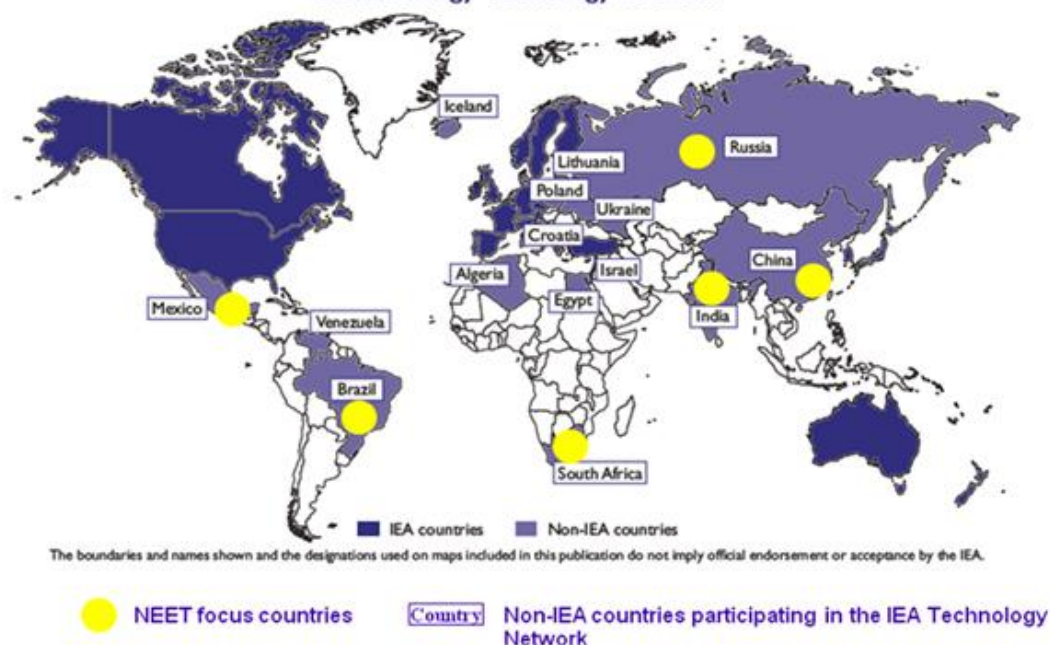 Iceland
Russia
Lithuania
Poland
Ukraine
Croatia
China
Algeria
Israel
Egypt
Mexico
India
Venezuela
Brazil
South Africa
IEA countries
Non-IEA countries
The boundaries and names shown and the designations used on maps included in this publication do not imply official endorsement or acceptance by the IEA.
NEET focus countries
Country
Non-IEA countries participating in the IEA Technology
Network